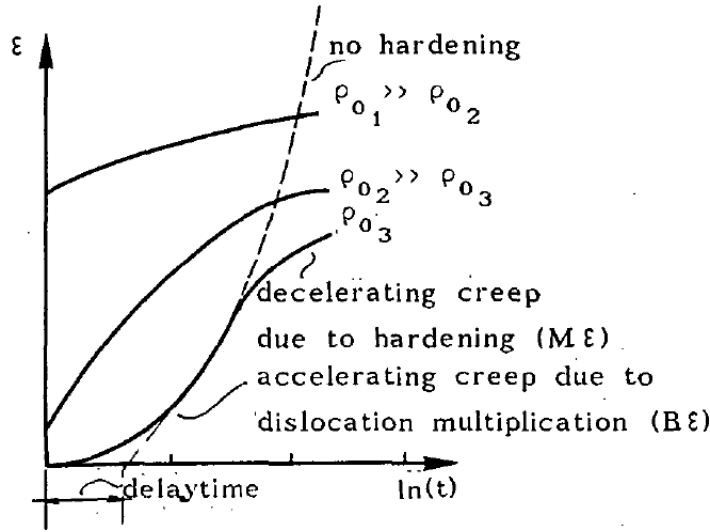 ε
no hardening
ρ₀₁ >> ρ₀₂
ρ₀₂ >> ρ₀₃
ρ₀₃
decelerating creep
due to hardening (Mε)
accelerating creep due to
dislocation multiplication (Bε)
delaytime
ln(t)